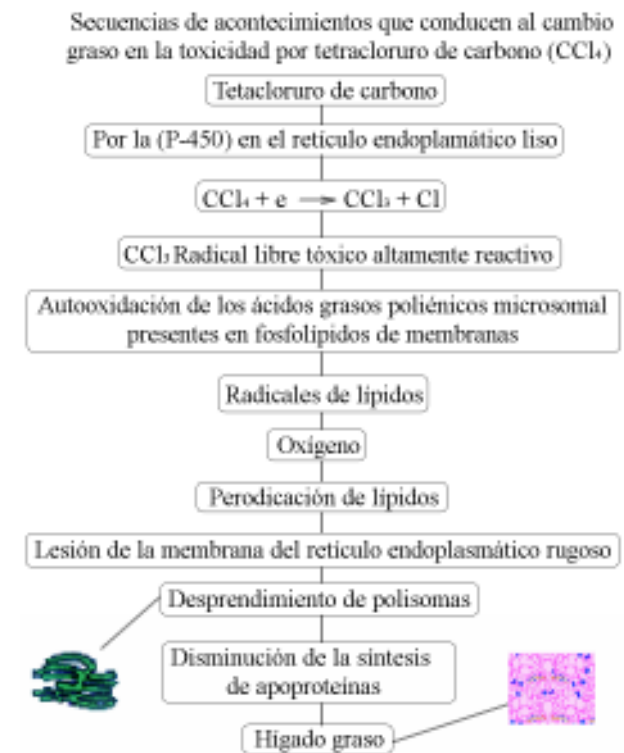 Secuencias de acontecimientos que conducen al cambio
graso en la toxicidad por tetracloruro de carbono (CCl₄)
Tetacloruro de carbono
Por la (P-450) en el retículo endoplamático liso
CCl₄ + e → CCl₃ + Cl
CCl₃ Radical libre tóxico altamente reactivo
Autooxidación de los ácidos grasos poliénicos microsomal
presentes en fosfolípidos de membranas
Radicales de lípidos
Oxígeno
Perodicación de lípidos
Lesión de la membrana del retículo endoplasmático rugoso
Desprendimiento de polisomas
Disminución de la síntesis
de apoproteínas
Hígado graso